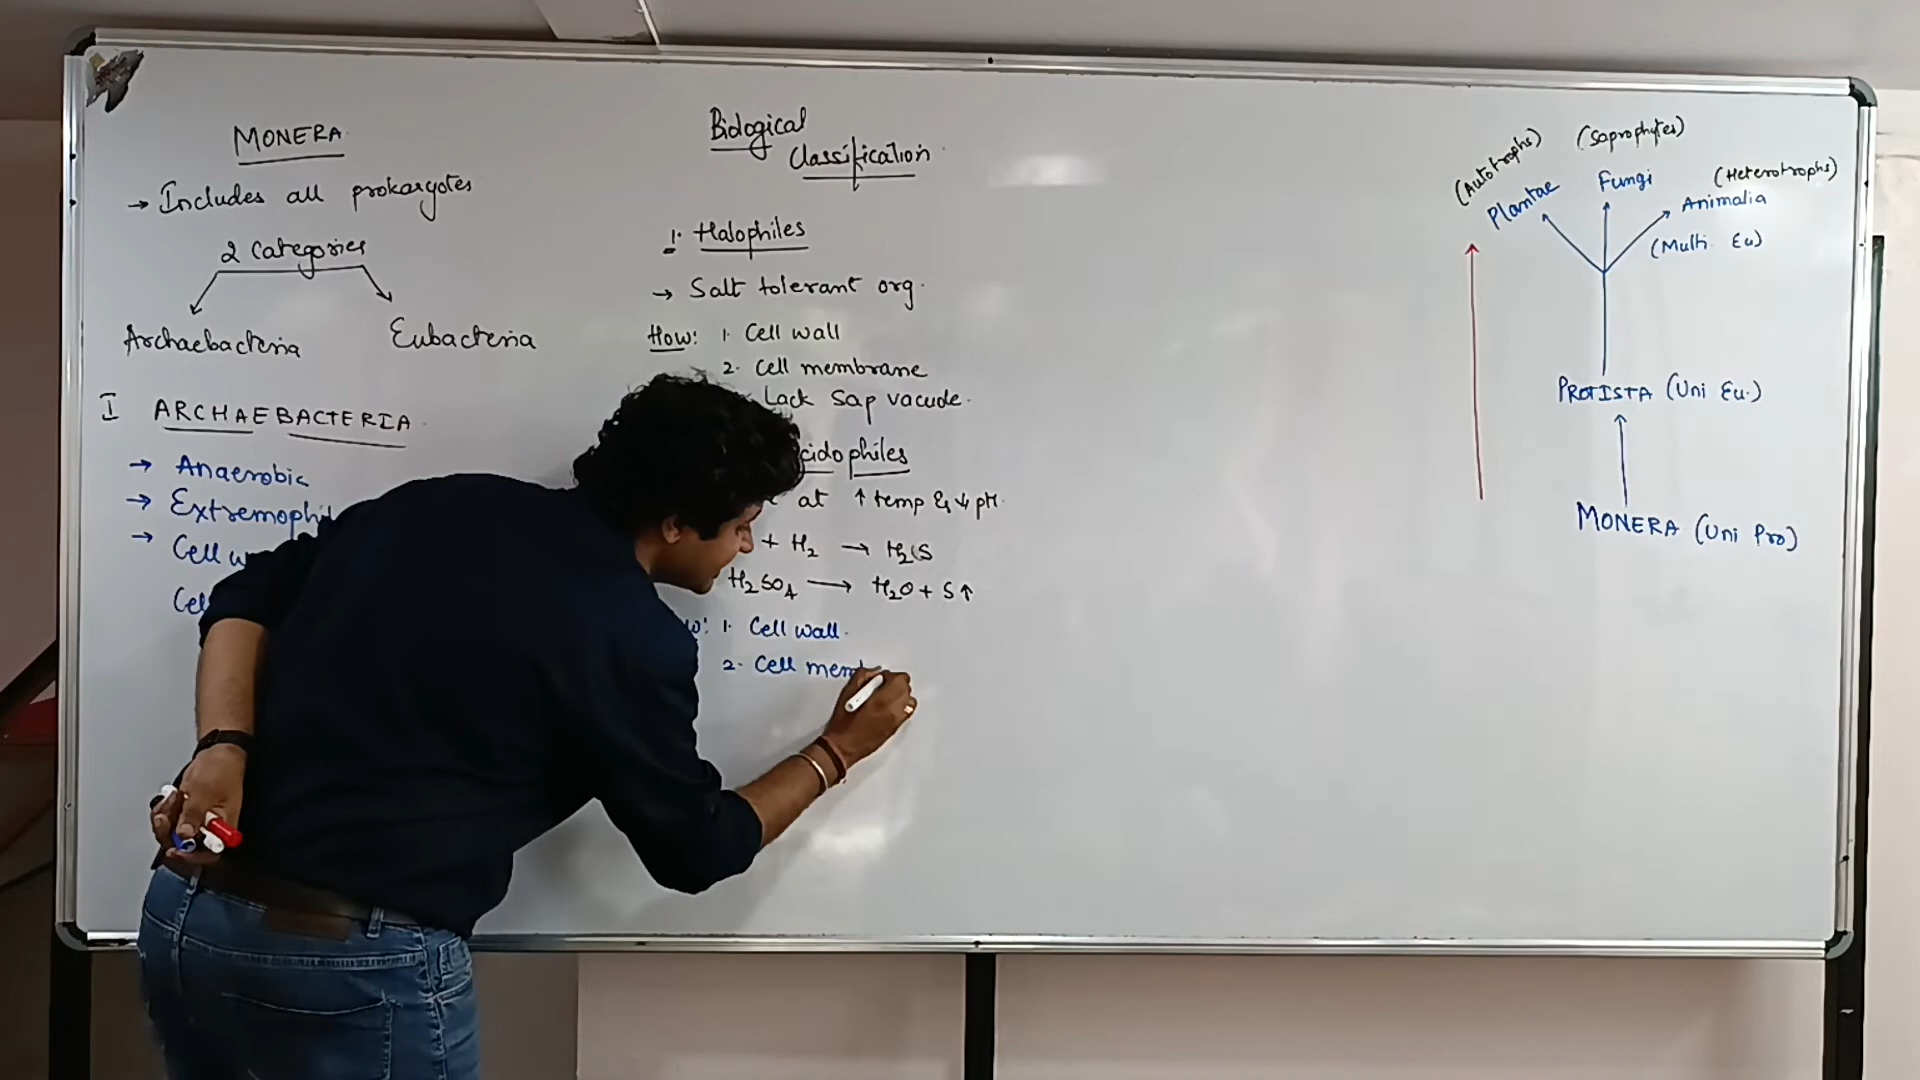 MONERA
→ Includes all prokaryotes
2 Categories
Archaebacteria
Eubacteria
I ARCHAEBACTERIA
→ Anaerobic
→ Extremophil
→ Cell w
Cel
Biological
Classification
1. Halophiles
→ Salt tolerant org.
How: 1. Cell wall
2. Cell membrane
Lack Sap vacuole.
cidophiles
at ↑ temp & ↓ pH.
+ H2 → H2S
H2SO4 → H2O + S↑
w: 1. Cell wall.
2. Cell memb
(Autotrophs)
(Saprophytes)
(Heterotrophs)
Plantae
Fungi
Animalia
(Multi Eu)
PROTISTA (Uni Eu.)
MONERA (Uni Pro)